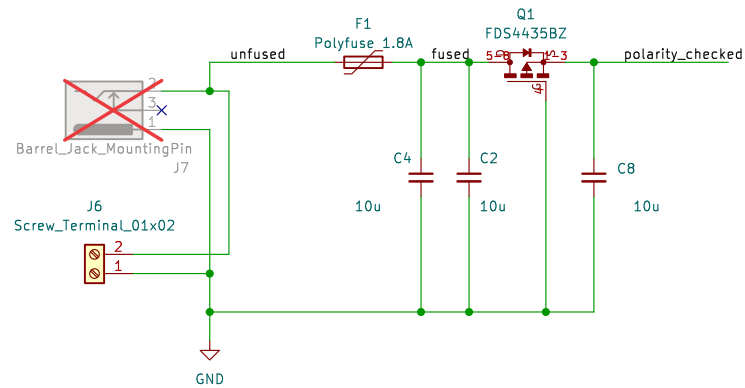 Q1
FDS4435BZ
F1
Polyfuse_1.8A
unfused
fused
5-8
D
S
1-3
polarity_checked
G
4
2
3
1
Barrel_Jack_MountingPin
J7
C4
C2
C8
10u
10u
10u
J6
Screw_Terminal_01x02
2
1
GND